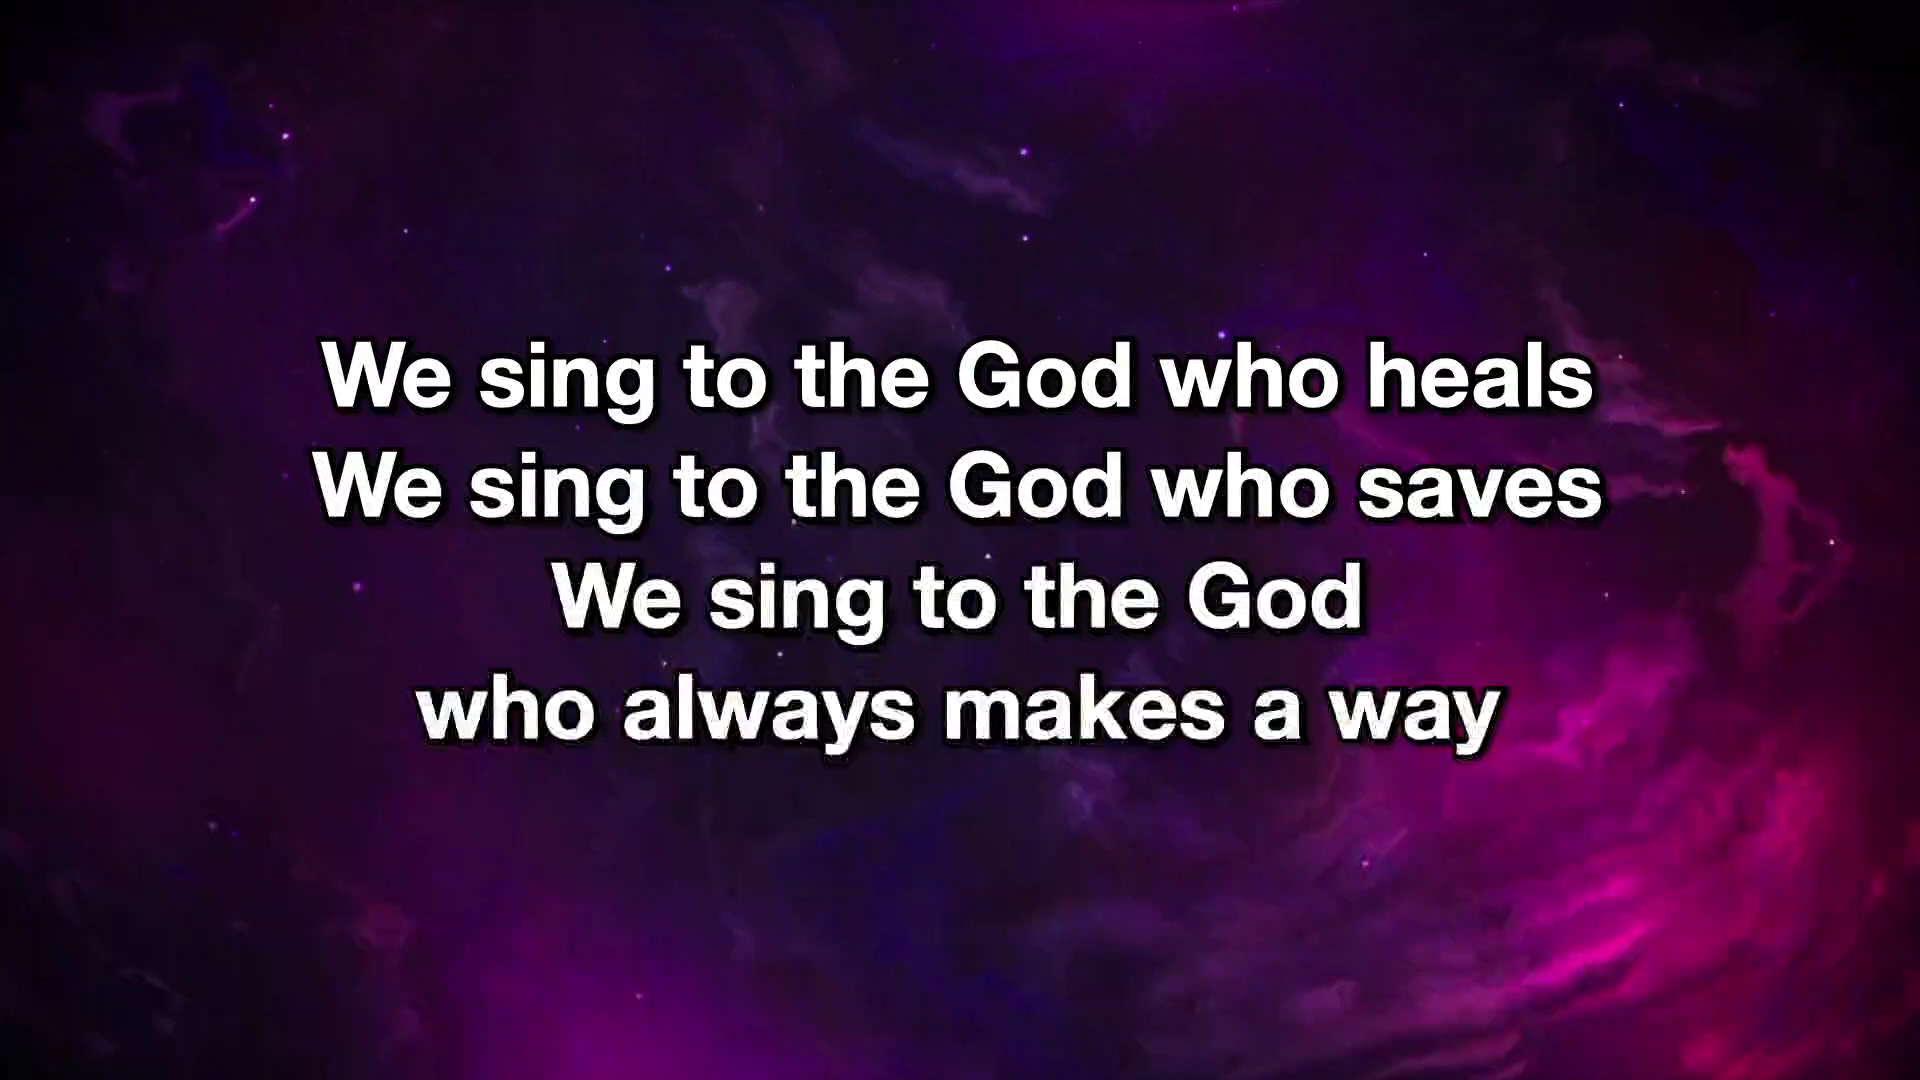 We sing to the God who heals
We sing to the God who saves
We sing to the God
who always makes a way